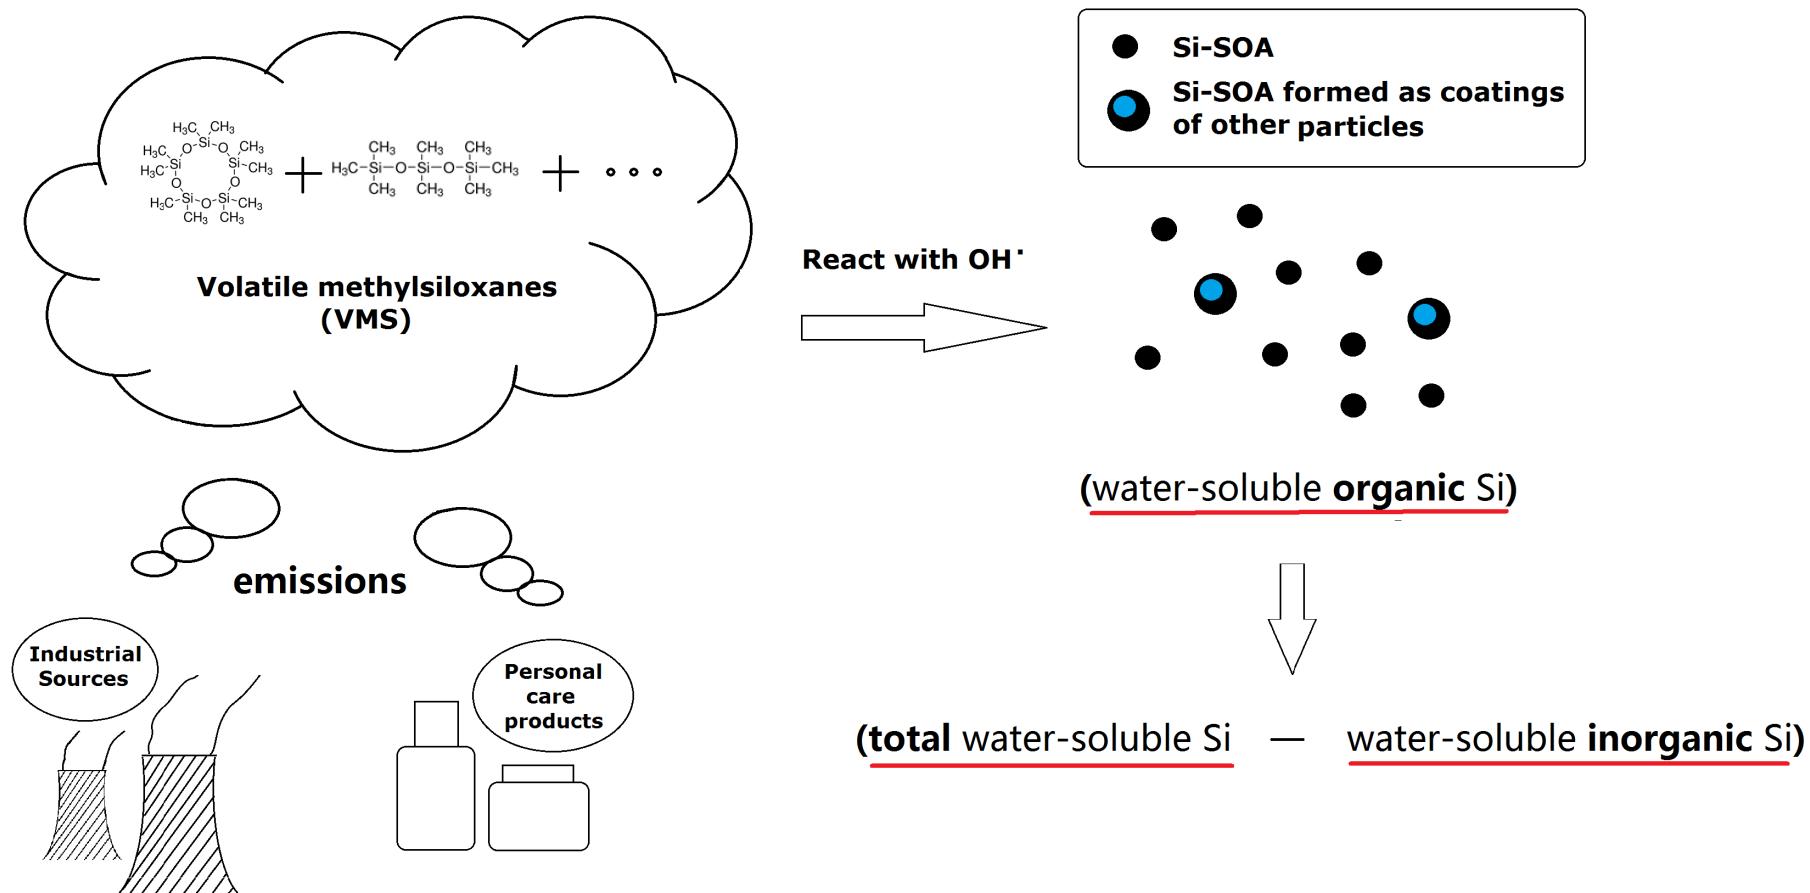 Si-SOA
Si-SOA formed as coatings
of other particles
H₃C CH₃
H₃C Si CH₃
O O
H₃C Si Si CH₃
H₃C CH₃
O O
H₃C Si O Si CH₃
CH₃ CH₃
+
CH₃ CH₃ CH₃
H₃C—Si—O—Si—O—Si—CH₃
CH₃ CH₃ CH₃
+
Volatile methylsiloxanes
(VMS)
React with OH·
(water-soluble organic Si)
emissions
Industrial
Sources
Personal
care
products
(total water-soluble Si — water-soluble inorganic Si)